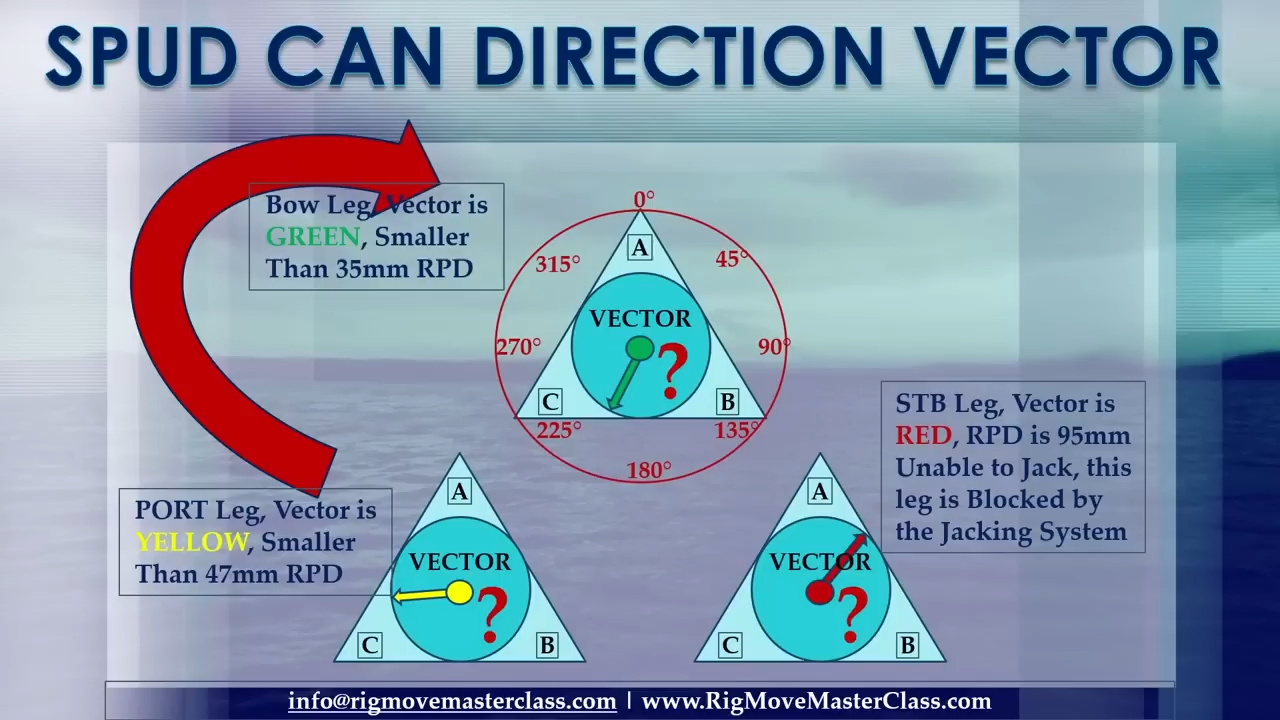 SPUD CAN DIRECTION VECTOR
Bow Leg, Vector is
GREEN, Smaller
Than 35mm RPD
0°
315°
A
45°
VECTOR
270°
?
90°
C
B
225°
135°
180°
STB Leg, Vector is
RED, RPD is 95mm
Unable to Jack, this
leg is Blocked by
the Jacking System
PORT Leg, Vector is
YELLOW, Smaller
Than 47mm RPD
A
VECTOR
?
C
B
A
VECTOR
?
C
B
info@rigmovemasterclass.com | www.RigMoveMasterClass.com